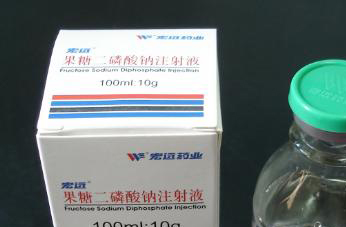 宏远药业
宏远
果糖二磷酸钠注射液
Fructose Sodium Diphosphate Injection
100ml:10g
宏远药业
宏远
果糖二磷酸钠注射液
Fructose Sodium Diphosphate Injection
100ml:10g